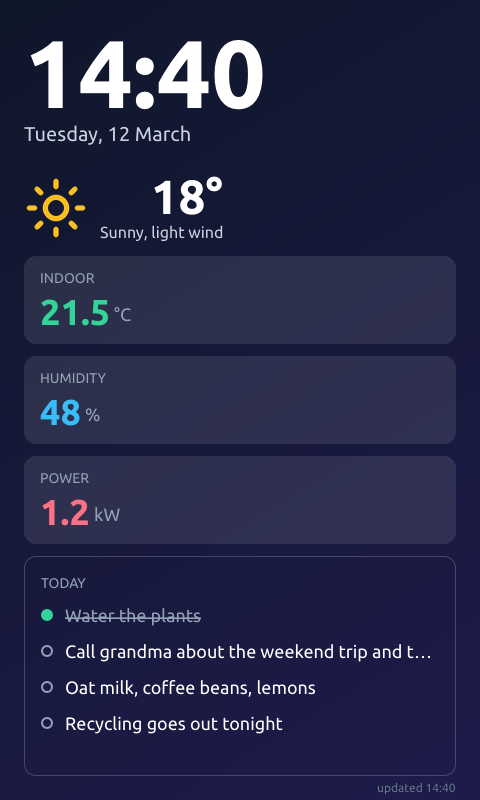 14:40
Tuesday, 12 March
18°
Sunny, light wind
INDOOR
21.5 °C
HUMIDITY
48 %
POWER
1.2 kW
TODAY
Water the plants
Call grandma about the weekend trip and t…
Oat milk, coffee beans, lemons
Recycling goes out tonight
updated 14:40